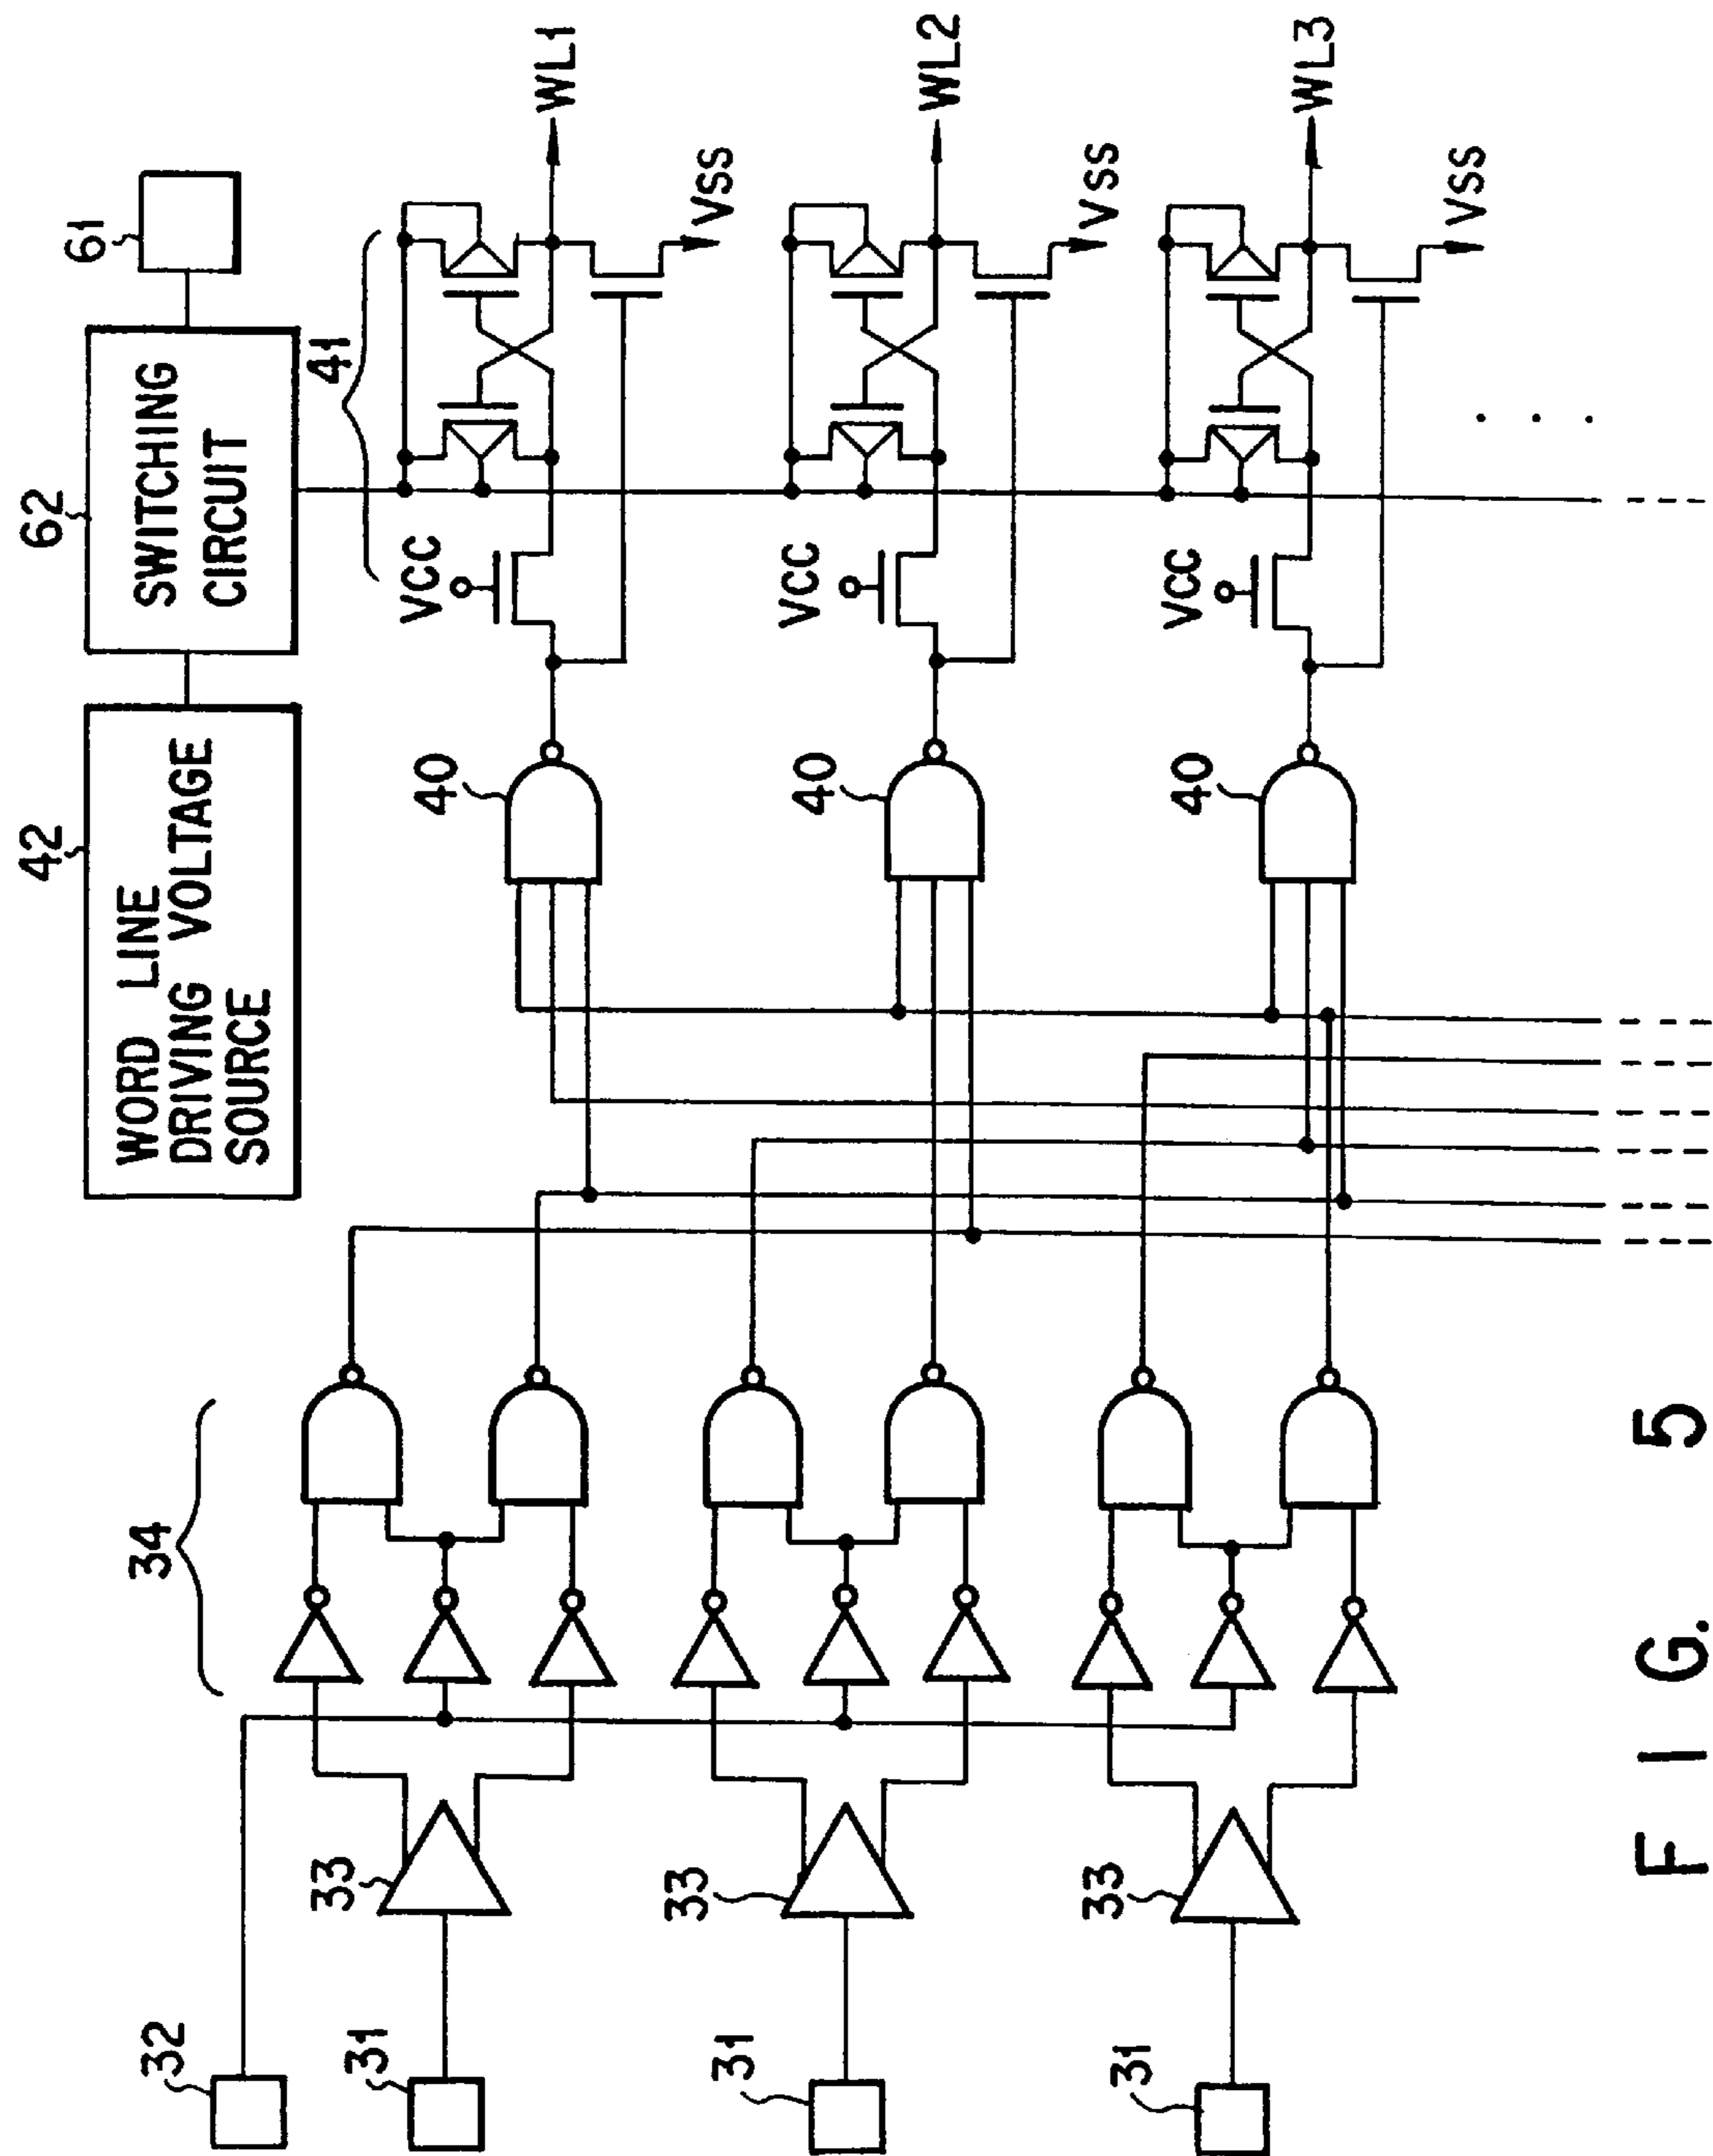 42
62
61
WORD LINE
DRIVING VOLTAGE
SOURCE
SWITCHING
CIRCUIT
41
VCC
WL1
VSS
40
34
32
33
31
VCC
WL2
VSS
40
33
31
VCC
WL3
VSS
40
33
31
. . .
FIG. 5